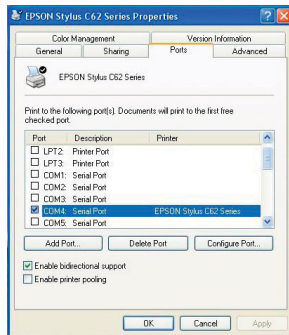 EPSON Stylus C62 Series Properties
Color Management Version Information
General Sharing Ports Advanced
EPSON Stylus C62 Series
Print to the following port(s). Documents will print to the first free
checked port.
Port Description Printer
LPT2: Printer Port
LPT3: Printer Port
COM1: Serial Port
COM2: Serial Port
COM3: Serial Port
COM4: Serial Port EPSON Stylus C62 Series
COM5: Serial Port
Add Port... Delete Port Configure Port...
Enable bidirectional support
Enable printer pooling
OK Cancel Apply